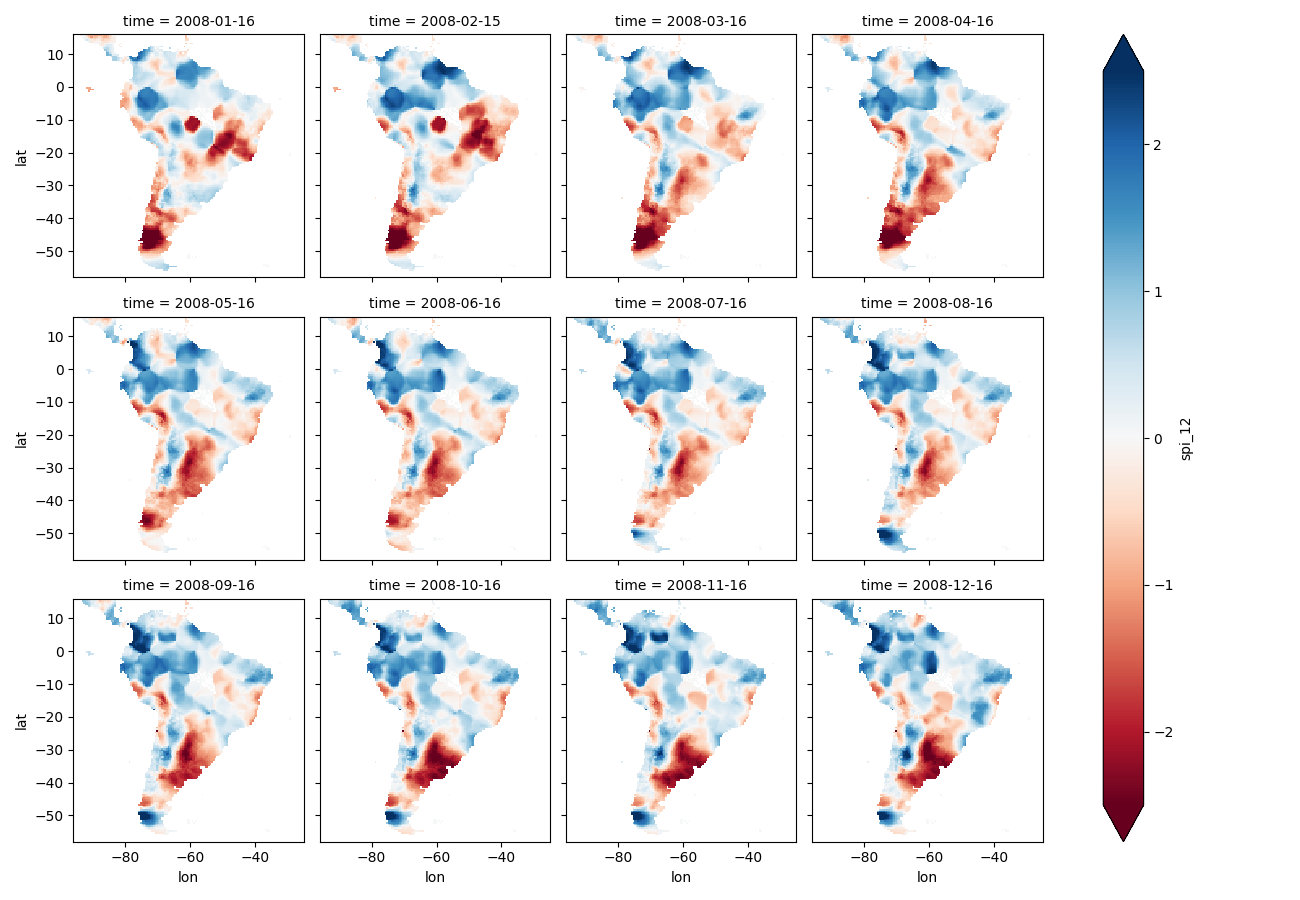 time = 2008-01-16
time = 2008-02-15
time = 2008-03-16
time = 2008-04-16
10
0
−10
−20
−30
−40
−50
lat
time = 2008-05-16
time = 2008-06-16
time = 2008-07-16
time = 2008-08-16
10
0
−10
−20
−30
−40
−50
lat
time = 2008-09-16
time = 2008-10-16
time = 2008-11-16
time = 2008-12-16
10
0
−10
−20
−30
−40
−50
lat
−80 −60 −40
lon
−80 −60 −40
lon
−80 −60 −40
lon
−80 −60 −40
lon
2
1
0
−1
−2
spi_12